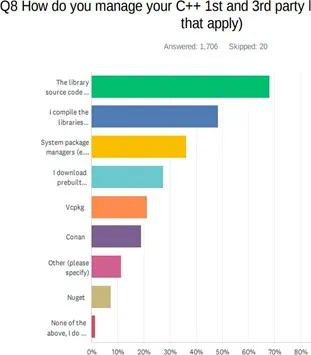 Q8 How do you manage your C++ 1st and 3rd party l
that apply)
Answered: 1,706 Skipped: 20
The library
source code ...
I compile the
libraries...
System package
managers (e...
I download
prebuilt...
Vcpkg
Conan
Other (please
specify)
Nuget
None of the
above, I do ...
0% 10% 20% 30% 40% 50% 60% 70% 80%